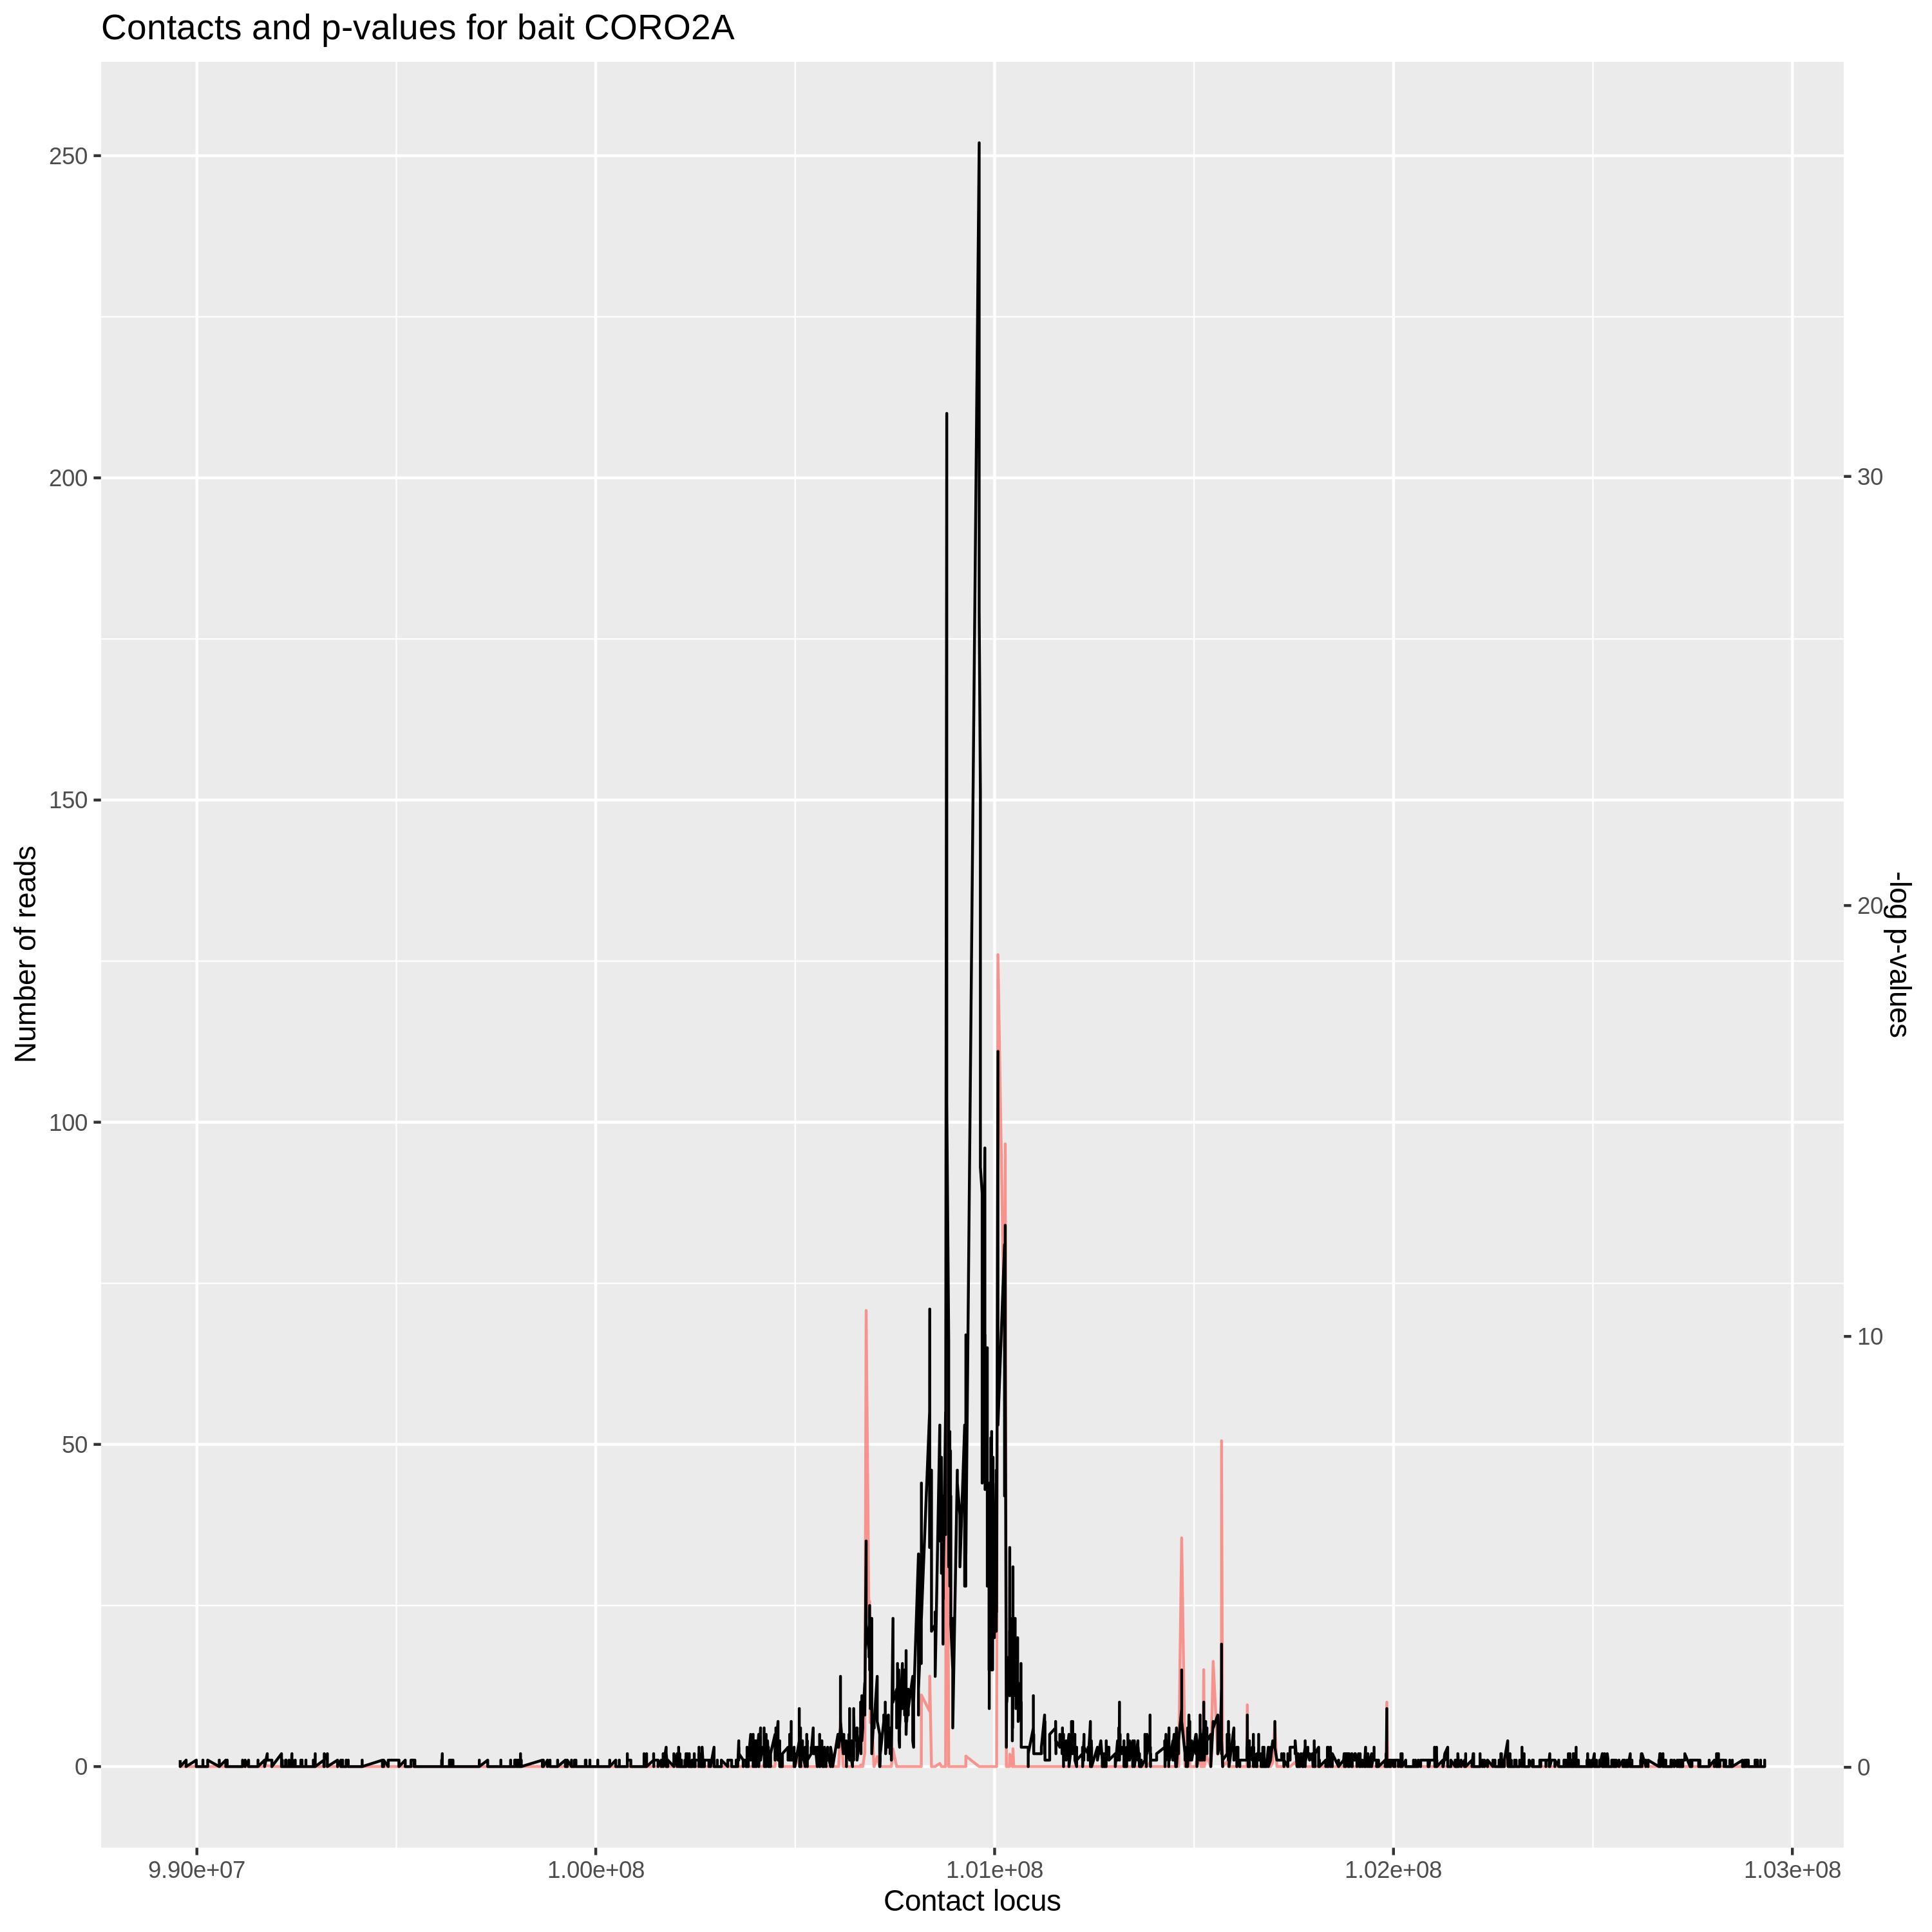 Contacts and p-values for bait CORO2A
250
200
150
100
50
0
Number of reads
30
20
10
0
-log p-values
9.90e+07
1.00e+08
1.01e+08
1.02e+08
1.03e+08
Contact locus